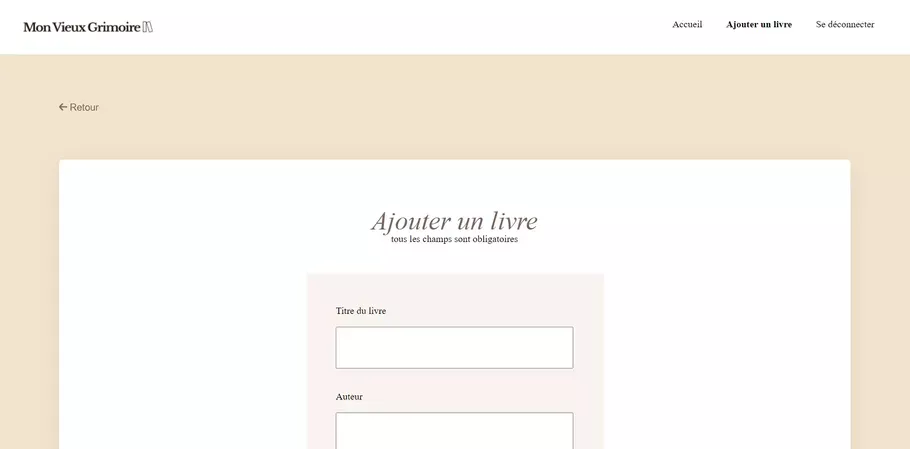 Mon Vieux Grimoire
Accueil
Ajouter un livre
Se déconnecter
Retour
Ajouter un livre
tous les champs sont obligatoires
Titre du livre
Auteur